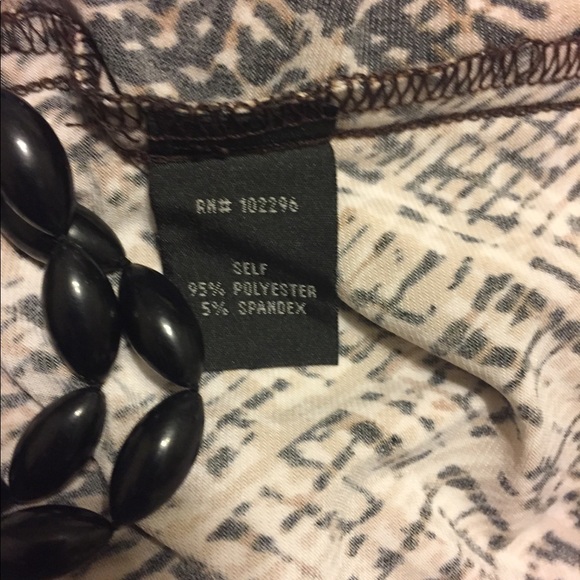 RN# 102296
SELF
95% POLYESTER
5% SPANDEX